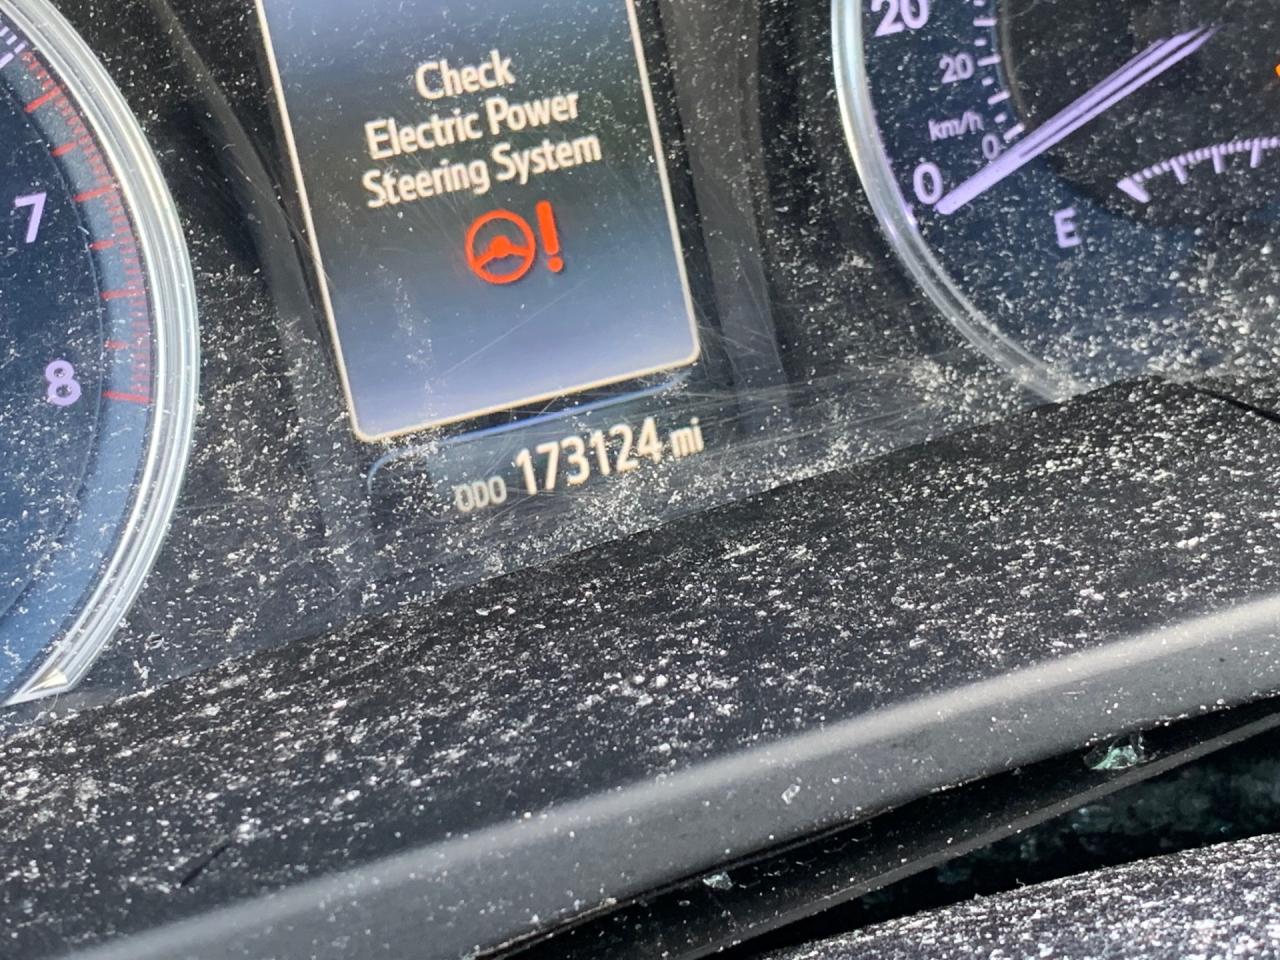 Check
Electric Power
Steering System
ODO 173124 mi
7
8
20
20
km/h
0
0
E